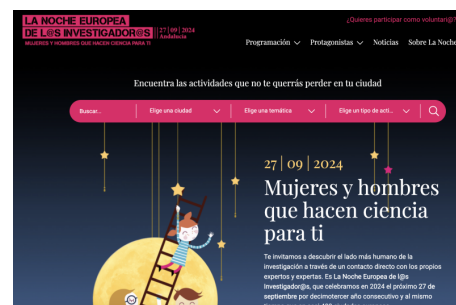 LA NOCHE EUROPEA
DE L@S INVESTIGADOR@S
27 | 09 | 2024
Andalucía
MUJERES Y HOMBRES QUE HACEN CIENCIA PARA TI
¿Quieres participar como voluntari@?
Programación
Protagonistas
Noticias
Sobre La Noche
Encuentra las actividades que no te querrás perder en tu ciudad
Buscar...
Elige una ciudad
Elige una temática
Elige un tipo de acti...
27 | 09 | 2024
Mujeres y hombres
que hacen ciencia
para ti
Te invitamos a descubrir el lado más humano de la
investigación a través de un contacto directo con los propios
expertos y expertas. Es La Noche Europea de l@s
Investigador@s, que celebramos en 2024 el próximo 27 de
septiembre por decimotercer año consecutivo y al mismo